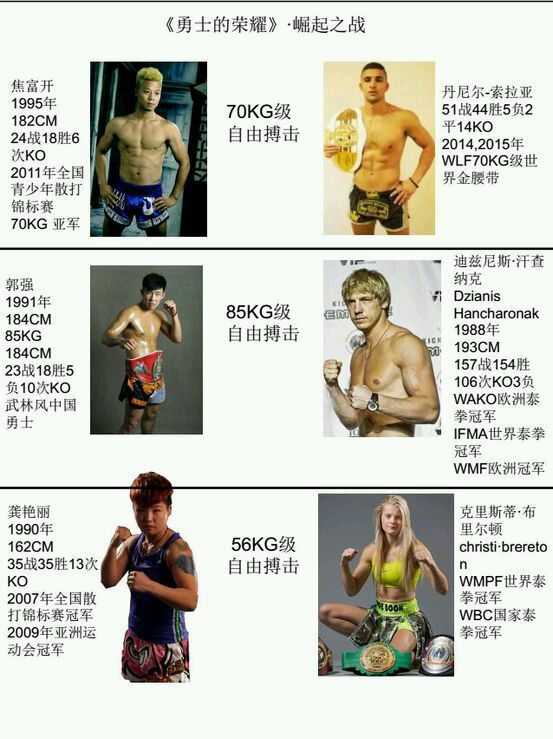 《勇士的荣耀》·崛起之战
焦富开
1995年
182CM
24战18胜6
次KO
2011年全国
青少年散打
锦标赛
70KG 亚军
70KG级
自由搏击
丹尼尔-索拉亚
51战44胜5负2
平14KO
2014,2015年
WLF70KG级世
界金腰带
郭强
1991年
184CM
85KG
184CM
23战18胜5
负10次KO
武林风中国
勇士
85KG级
自由搏击
迪兹尼斯·汗查
纳克
Dzianis
Hancharonak
1988年
193CM
157战154胜
106次KO3负
WAKO欧洲泰
拳冠军
IFMA世界泰拳
冠军
WMF欧洲冠军
龚艳丽
1990年
162CM
35战35胜13次
KO
2007年全国散
打锦标赛冠军
2009年亚洲运
动会冠军
56KG级
自由搏击
克里斯蒂·布
里尔顿
christi·brereto
n
WMPF世界泰
拳冠军
WBC国家泰
拳冠军